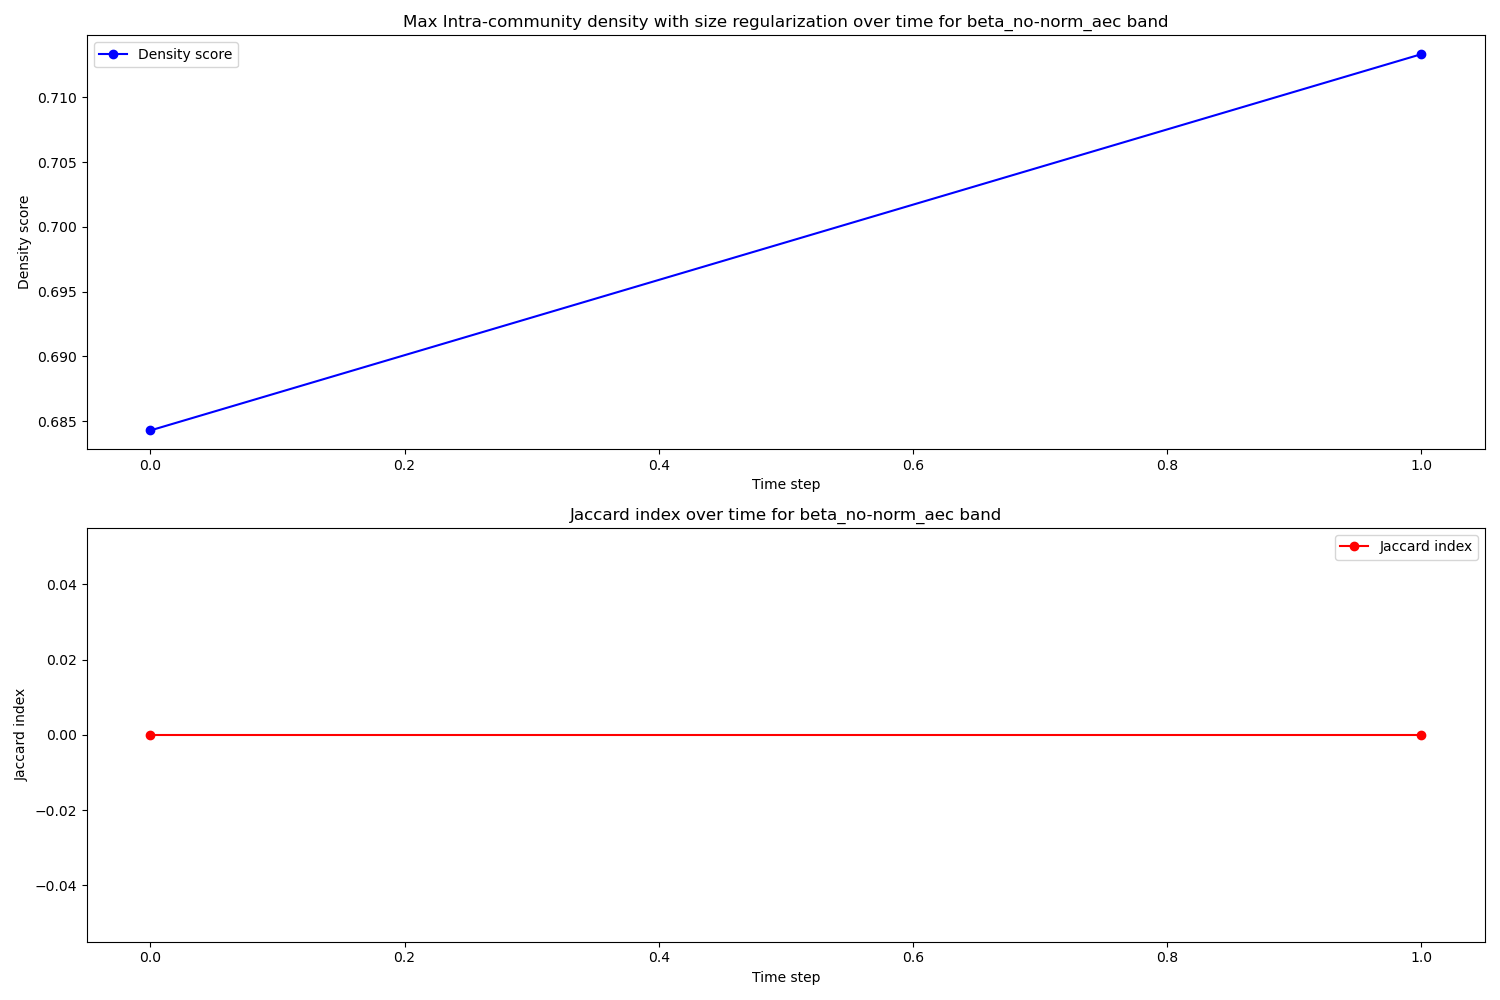 Max Intra-community density with size regularization over time for beta_no-norm_aec band
Density score
0.710
0.705
0.700
0.695
0.690
0.685
Density score
0.0
0.2
0.4
0.6
0.8
1.0
Time step
Jaccard index over time for beta_no-norm_aec band
Jaccard index
0.04
0.02
0.00
−0.02
−0.04
Jaccard index
0.0
0.2
0.4
0.6
0.8
1.0
Time step